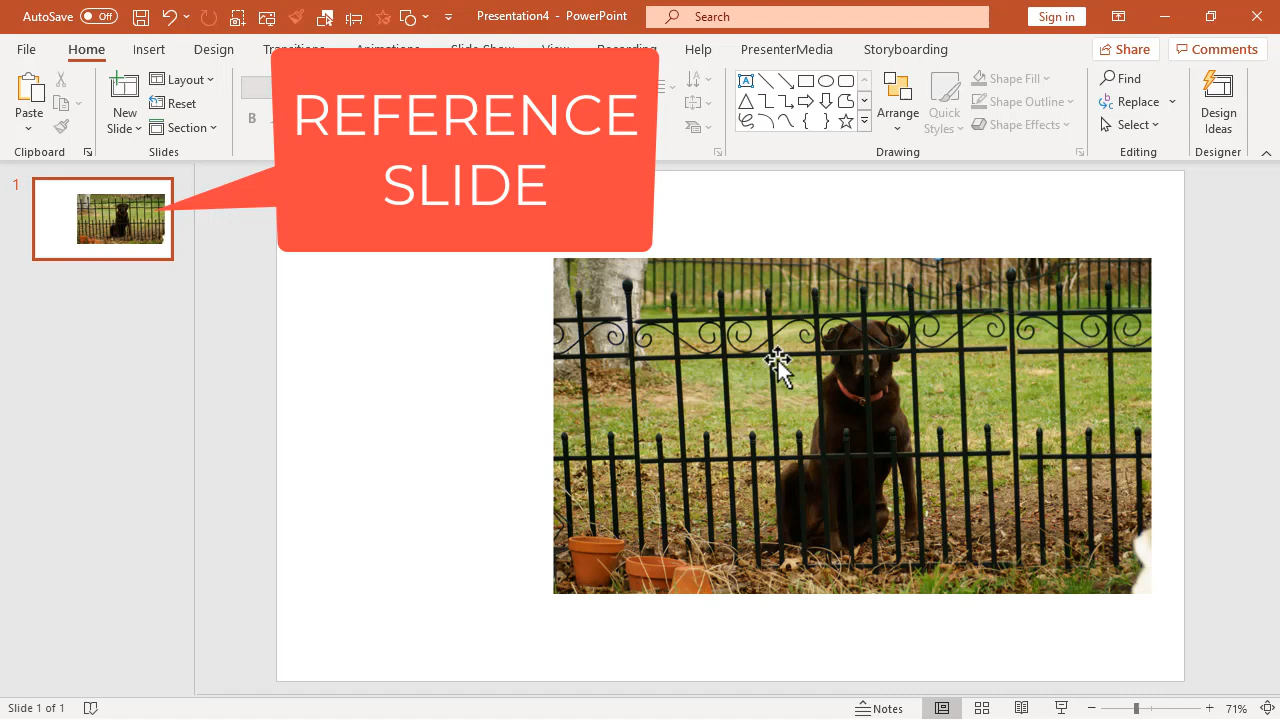 AutoSave Off Presentation4 - PowerPoint Search Sign in
File Home Insert Design Transitions Animations Slide Show View Recording Help PresenterMedia Storyboarding Share Comments
REFERENCE
SLIDE
Paste
Clipboard
New
Slide
Layout
Reset
Section
Slides
B
A
Arrange
Quick
Styles
Shape Fill
Shape Outline
Shape Effects
Drawing
Find
Replace
Select
Editing
Design
Ideas
Designer
1
Slide 1 of 1 Notes 71%